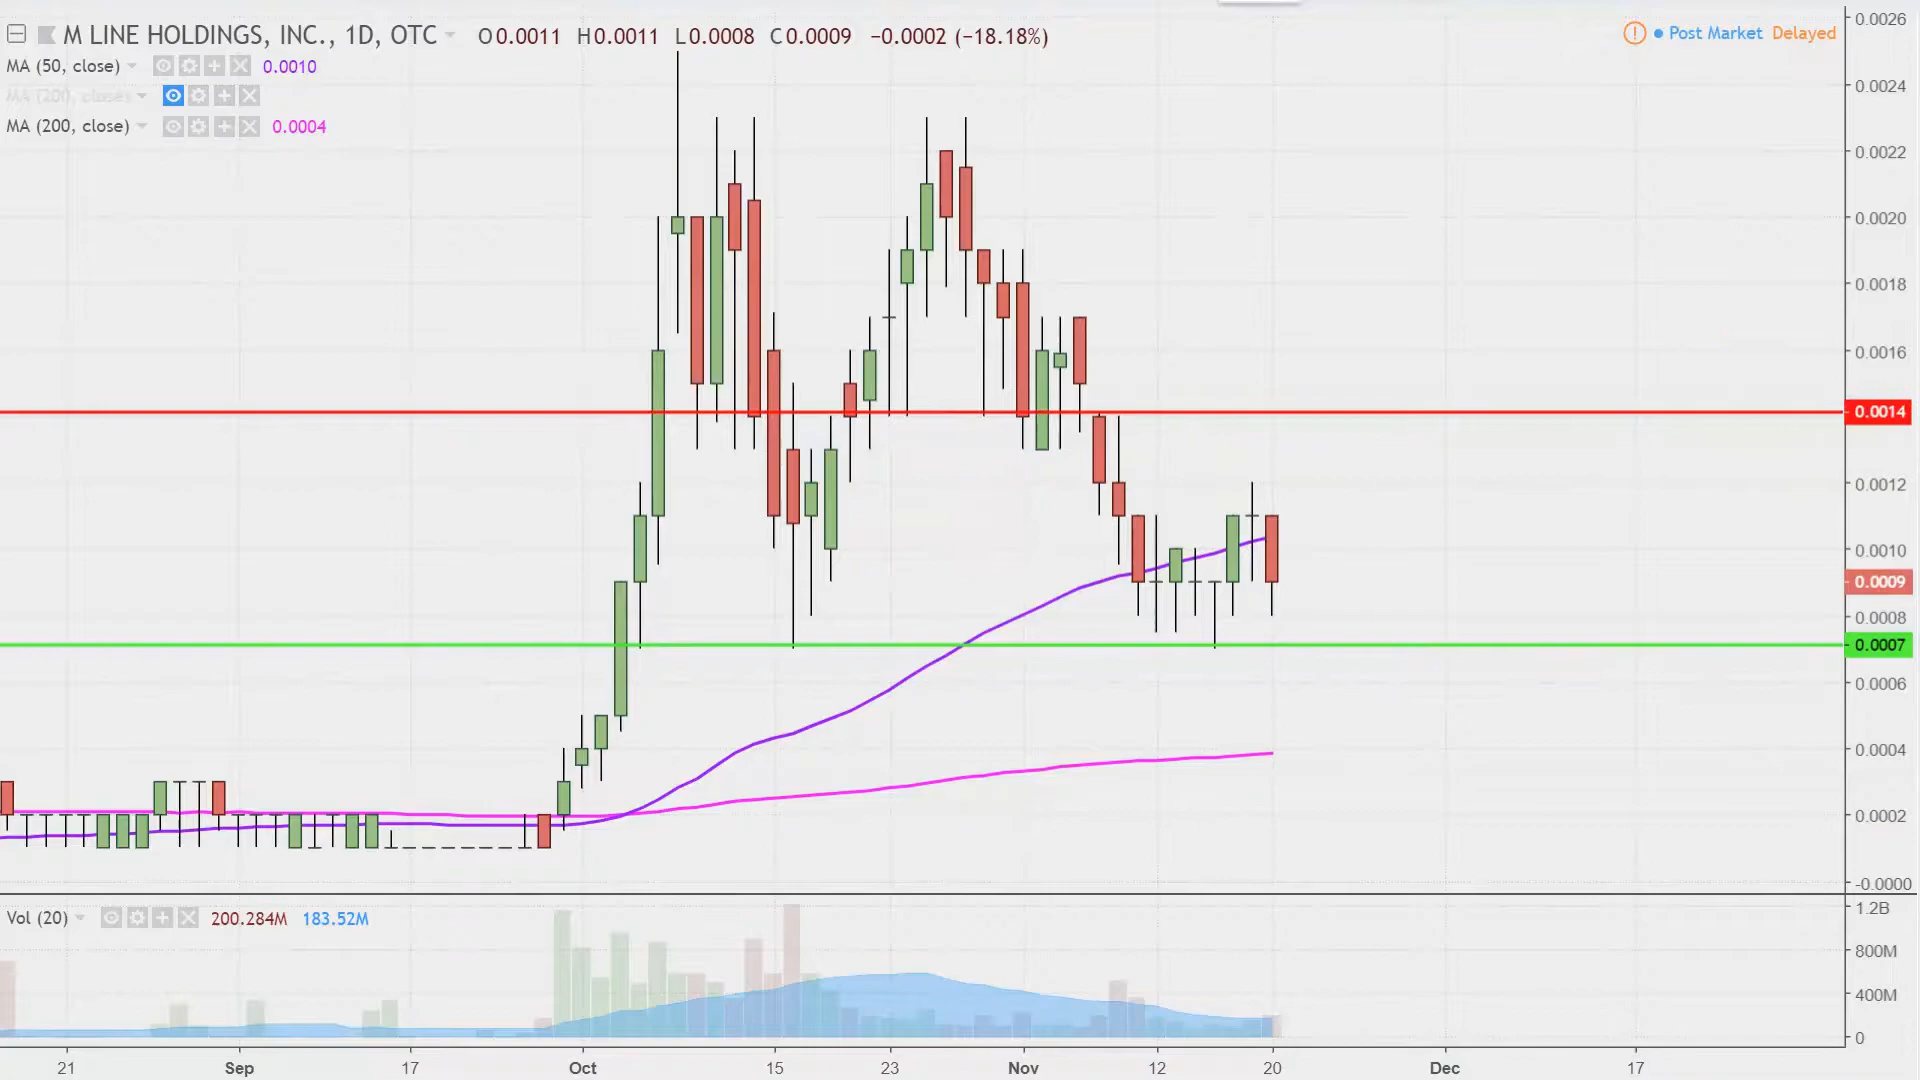 M LINE HOLDINGS, INC., 1D, OTC O0.0011 H0.0011 L0.0008 C0.0009 −0.0002 (−18.18%)
Post Market Delayed
MA (50, close) 0.0010
MA (200, close)
MA (200, close) 0.0004
0.0026
0.0024
0.0022
0.0020
0.0018
0.0016
0.0014
0.0012
0.0010
0.0009
0.0008
0.0007
0.0006
0.0004
0.0002
-0.0000
Vol (20) 200.284M 183.52M
1.2B
800M
400M
0
21 Sep 17 Oct 15 23 Nov 12 20 Dec 17